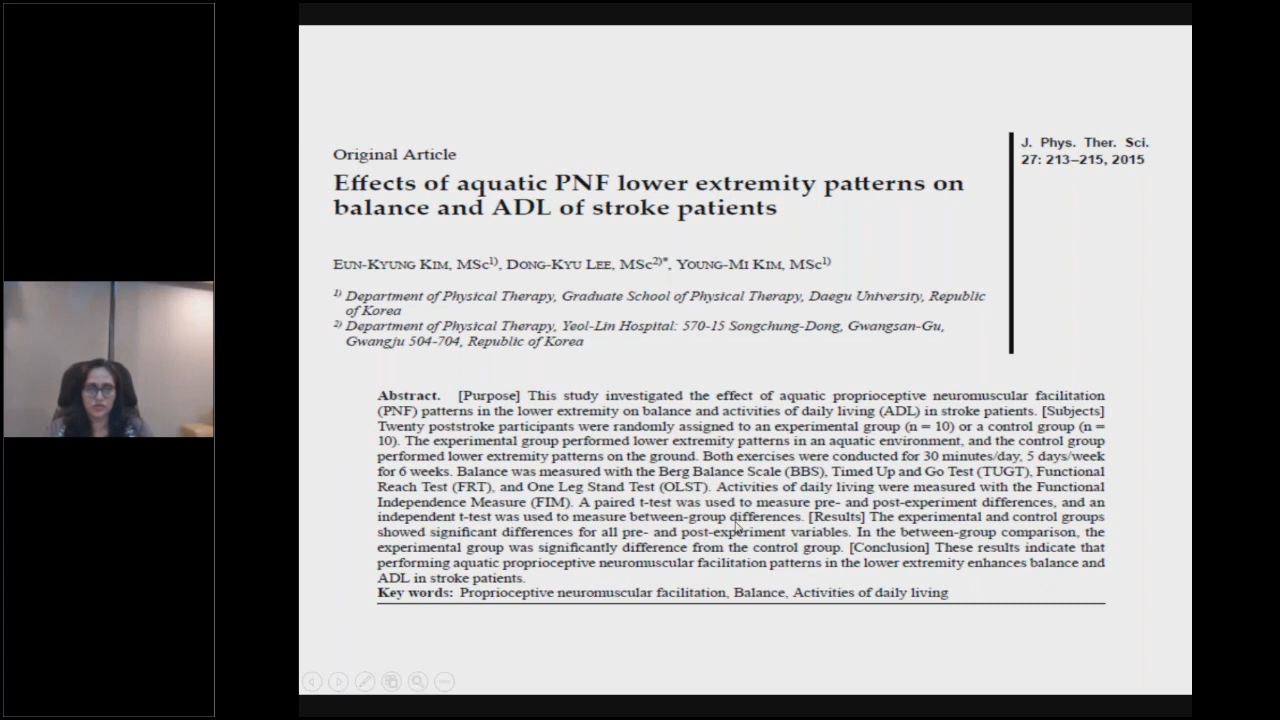 Original Article
Effects of aquatic PNF lower extremity patterns on
balance and ADL of stroke patients
J. Phys. Ther. Sci.
27: 213–215, 2015
Eun-Kyung Kim, MSc1), Dong-Kyu Lee, MSc2)*, Young-Mi Kim, MSc1)
1) Department of Physical Therapy, Graduate School of Physical Therapy, Daegu University, Republic
of Korea
2) Department of Physical Therapy, Yeol-Lin Hospital: 570-15 Songchung-Dong, Gwangsan-Gu,
Gwangju 504-704, Republic of Korea
Abstract. [Purpose] This study investigated the effect of aquatic proprioceptive neuromuscular facilitation
(PNF) patterns in the lower extremity on balance and activities of daily living (ADL) in stroke patients. [Subjects]
Twenty poststroke participants were randomly assigned to an experimental group (n = 10) or a control group (n =
10). The experimental group performed lower extremity patterns in an aquatic environment, and the control group
performed lower extremity patterns on the ground. Both exercises were conducted for 30 minutes/day, 5 days/week
for 6 weeks. Balance was measured with the Berg Balance Scale (BBS), Timed Up and Go Test (TUGT), Functional
Reach Test (FRT), and One Leg Stand Test (OLST). Activities of daily living were measured with the Functional
Independence Measure (FIM). A paired t-test was used to measure pre- and post-experiment differences, and an
independent t-test was used to measure between-group differences. [Results] The experimental and control groups
showed significant differences for all pre- and post-experiment variables. In the between-group comparison, the
experimental group was significantly difference from the control group. [Conclusion] These results indicate that
performing aquatic proprioceptive neuromuscular facilitation patterns in the lower extremity enhances balance and
ADL in stroke patients.
Key words: Proprioceptive neuromuscular facilitation, Balance, Activities of daily living